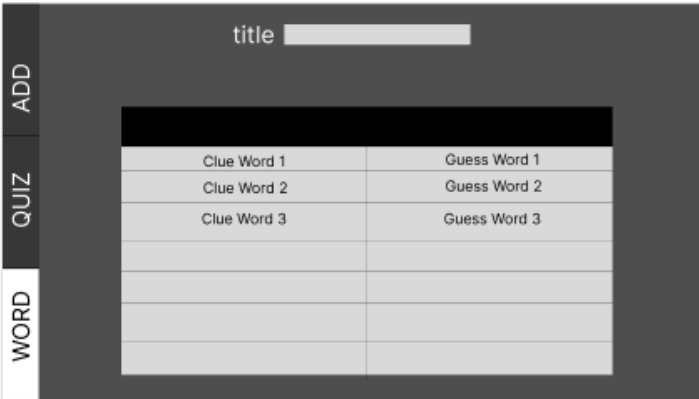 title
ADD
QUIZ
WORD
Clue Word 1 Guess Word 1
Clue Word 2 Guess Word 2
Clue Word 3 Guess Word 3